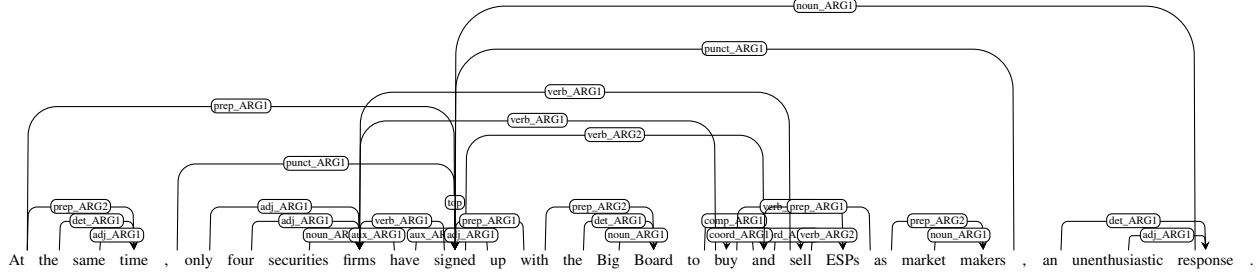 noun_ARG1
punct_ARG1
verb_ARG1
prep_ARG1
verb_ARG1
verb_ARG2
punct_ARG1
top
prep_ARG2 adj_ARG1 prep_ARG2 prep_ARG1
det_ARG1 adj_ARG1 verb_ARG1 prep_ARG1 det_ARG1 comp_ARG1 prep_ARG2 det_ARG1
adj_ARG1 aux_ARG1 adj_ARG1 noun_ARG1 coord_ARG1 verb_ARG2 noun_ARG1 adj_ARG1
At the same time , only four securities firms have signed up with the Big Board to buy and sell ESPs as market makers , an unenthusiastic response .